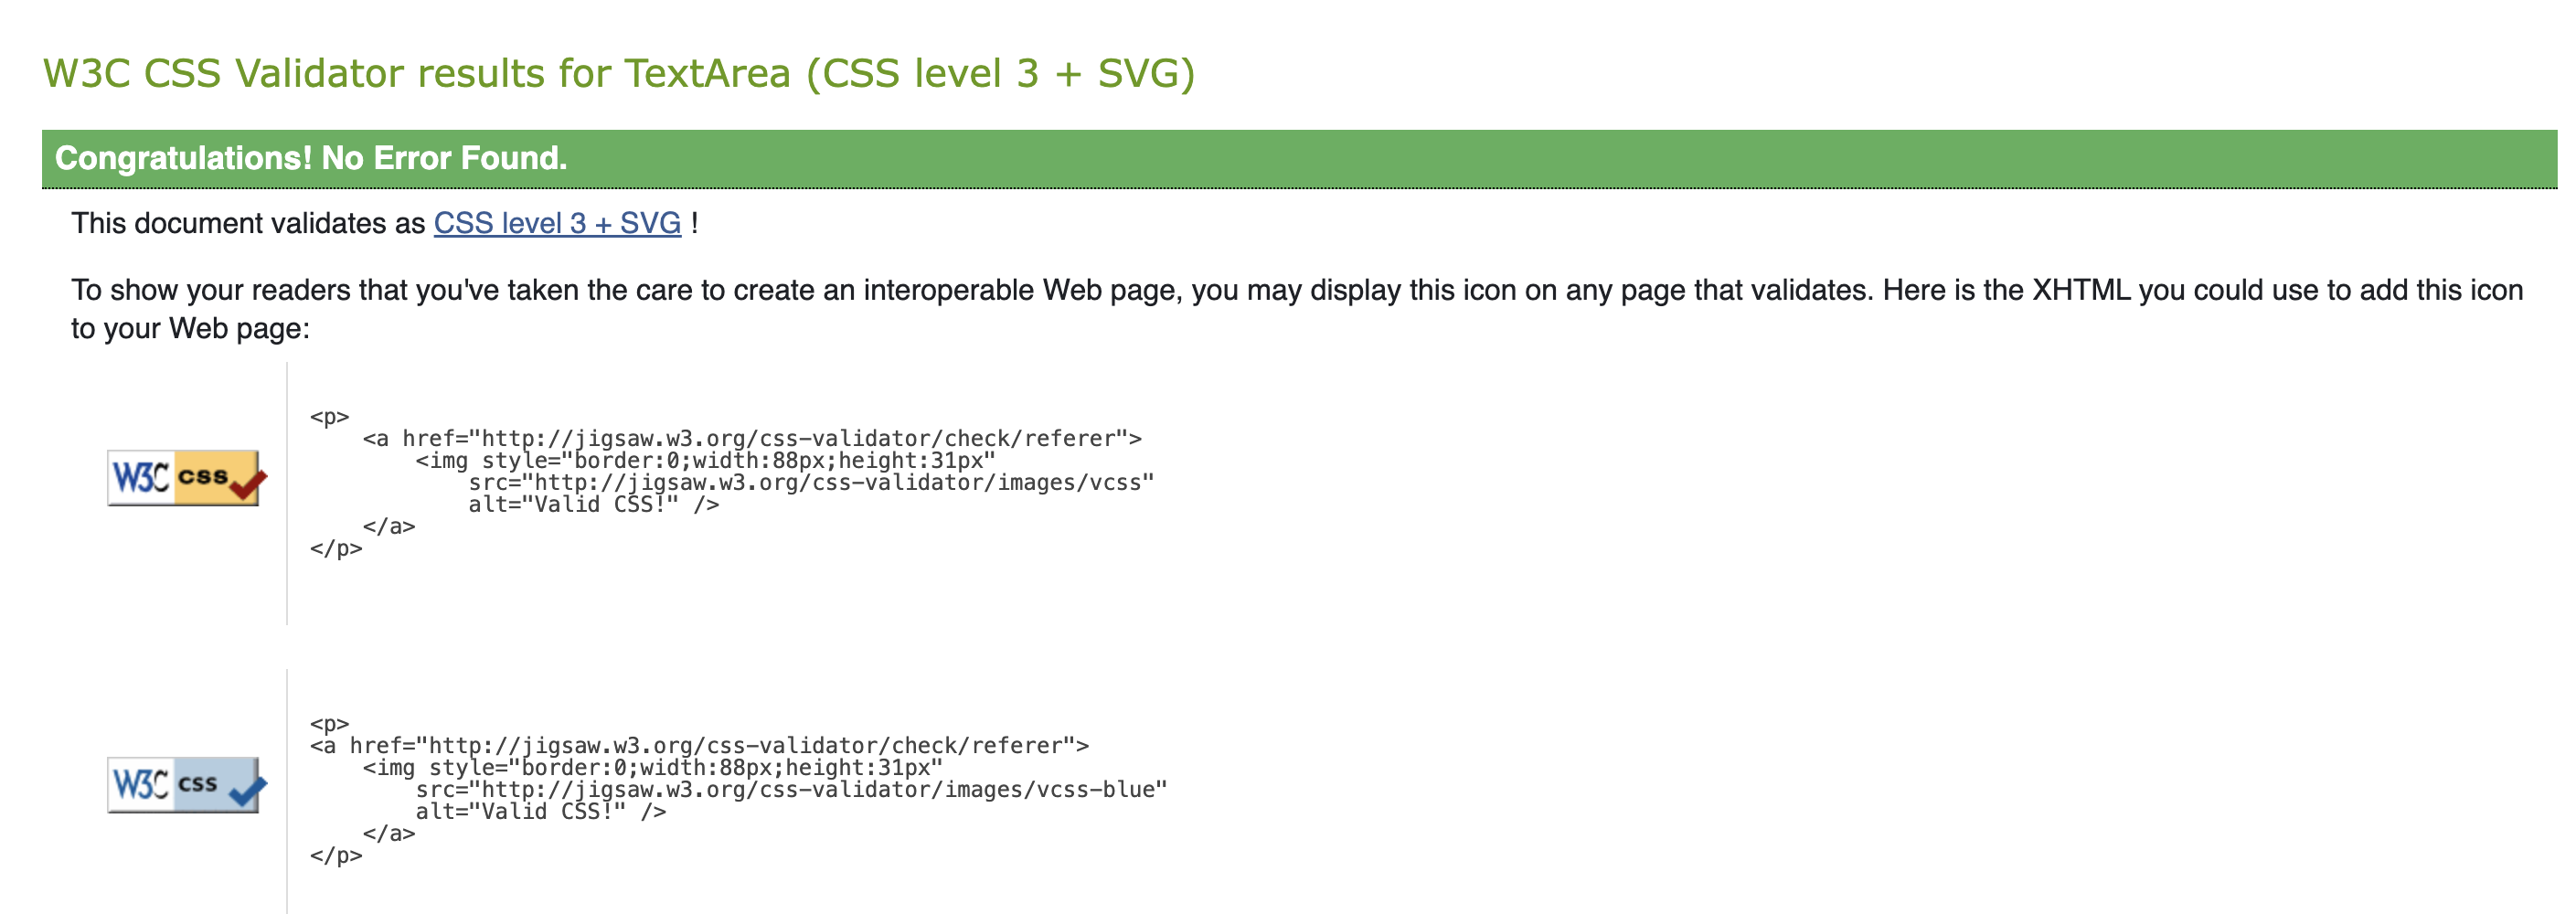 W3C CSS Validator results for TextArea (CSS level 3 + SVG)
Congratulations! No Error Found.
This document validates as CSS level 3 + SVG !
To show your readers that you've taken the care to create an interoperable Web page, you may display this icon on any page that validates. Here is the XHTML you could use to add this icon
to your Web page:
W3C css
<p>
    <a href="http://jigsaw.w3.org/css-validator/check/referer">
        <img style="border:0;width:88px;height:31px"
            src="http://jigsaw.w3.org/css-validator/images/vcss"
            alt="Valid CSS!" />
    </a>
</p>
W3C css
<p>
<a href="http://jigsaw.w3.org/css-validator/check/referer">
    <img style="border:0;width:88px;height:31px"
        src="http://jigsaw.w3.org/css-validator/images/vcss-blue"
        alt="Valid CSS!" />
    </a>
</p>